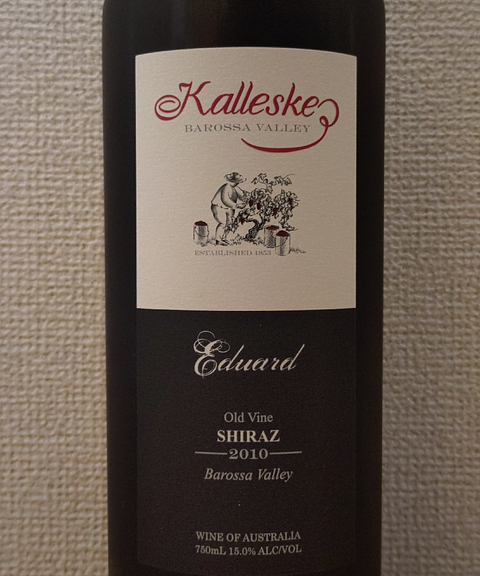 Kalleske
BAROSSA VALLEY
ESTABLISHED 1853
Eduard
Old Vine
SHIRAZ
2010
Barossa Valley
WINE OF AUSTRALIA
750mL 15.0% ALC/VOL